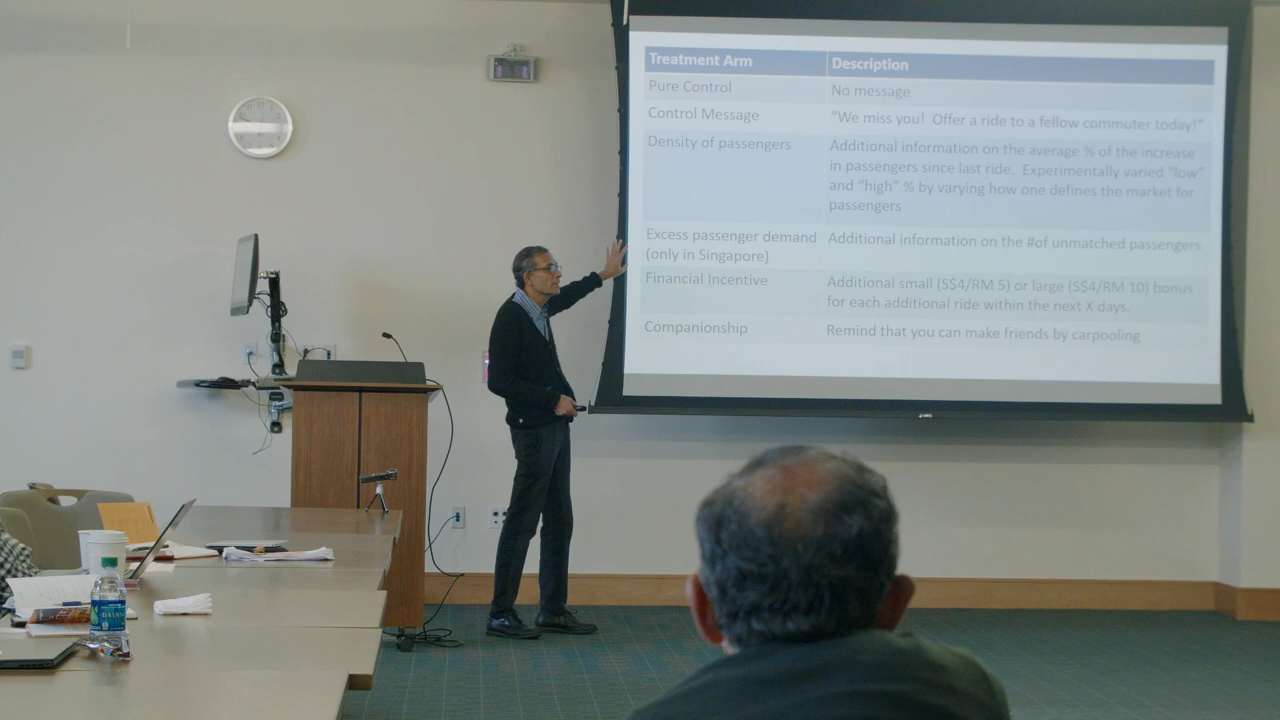 Treatment Arm Description
Pure Control No message
Control Message "We miss you! Offer a ride to a fellow commuter today!"
Density of passengers Additional information on the average % of the increase
in passengers since last ride. Experimentally varied "low"
and "high" % by varying how one defines the market for
passengers
Excess passenger demand Additional information on the #of unmatched passengers
(only in Singapore)
Financial Incentive Additional small (S$4/RM 5) or large (S$4/RM 10) bonus
for each additional ride within the next X days.
Companionship Remind that you can make friends by carpooling
DASANI